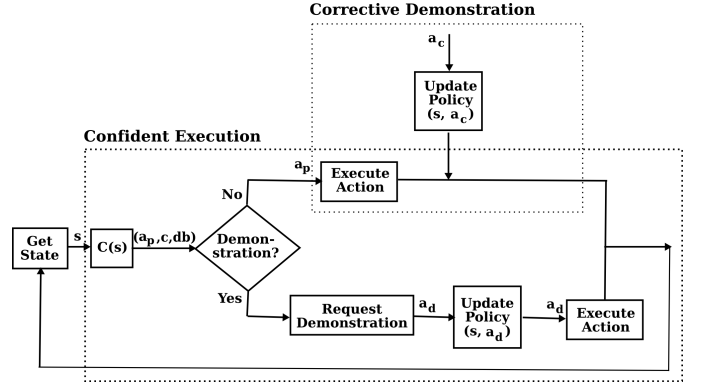 Corrective Demonstration
a_c
Update
Policy
(s, a_c)
Confident Execution
a_p
Execute
Action
No
Get
State
s
C(s)
(a_p,c,db)
Demon-
stration?
Yes
Request
Demonstration
a_d
Update
Policy
(s, a_d)
a_d
Execute
Action